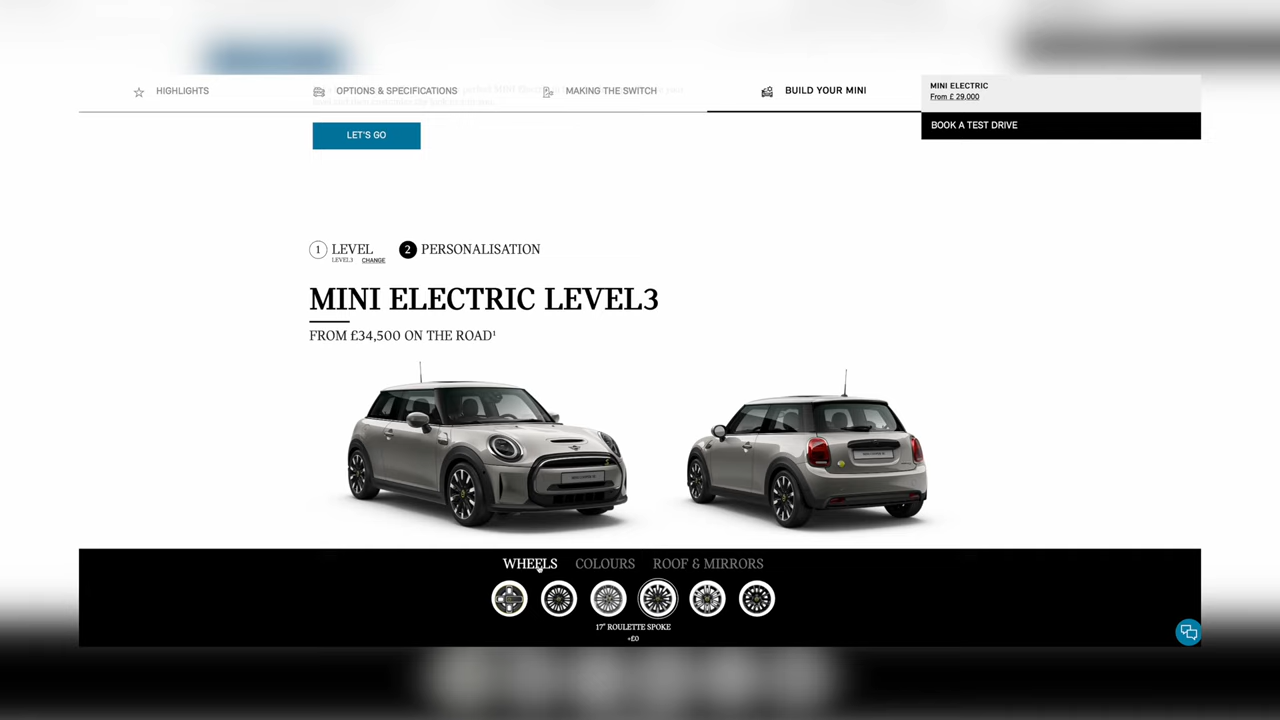 HIGHLIGHTS
OPTIONS & SPECIFICATIONS
MAKING THE SWITCH
BUILD YOUR MINI
MINI ELECTRIC
From £ 29,000
BOOK A TEST DRIVE
LET'S GO
1 LEVEL
LEVEL3 CHANGE
2 PERSONALISATION
MINI ELECTRIC LEVEL3
FROM £34,500 ON THE ROAD¹
WHEELS COLOURS ROOF & MIRRORS
17" ROULETTE SPOKE
+£0